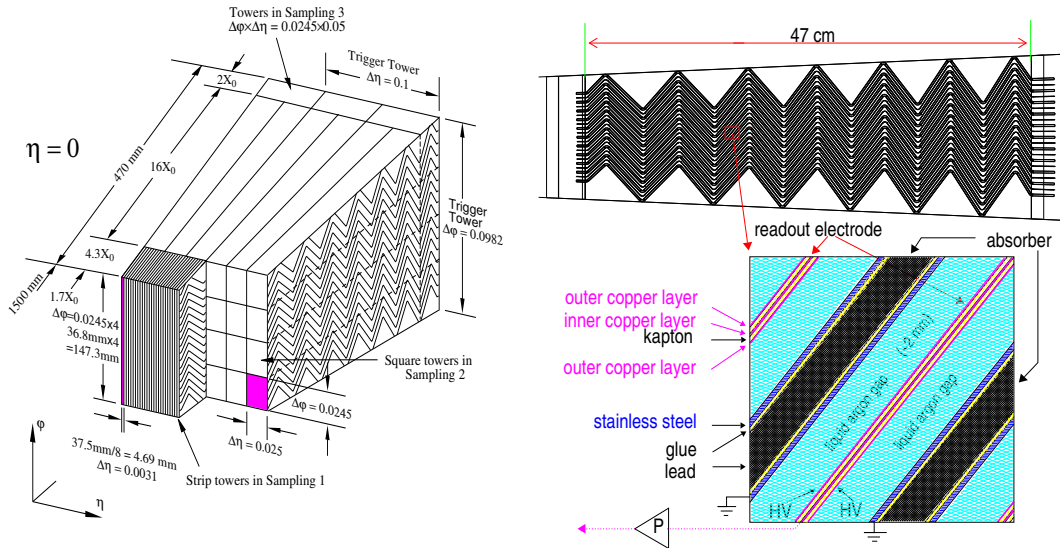 Towers in Sampling 3
Δφ×Δη = 0.0245×0.05
Trigger Tower
Δη = 0.1
2X₀
η = 0
470 mm
16X₀
Trigger
Tower
Δφ = 0.0982
4.3X₀
1500 mm
1.7X₀
Δφ=0.0245x4
36.8mmx4
=147.3mm
Square towers in
Sampling 2
Δφ = 0.0245
Δη = 0.025
37.5mm/8 = 4.69 mm
Δη = 0.0031
Strip towers in Sampling 1
φ
η
47 cm
readout electrode
absorber
outer copper layer
inner copper layer
kapton
outer copper layer
stainless steel
glue
lead
(~2 mm)
liquid argon gap
liquid argon gap
HV
HV
P